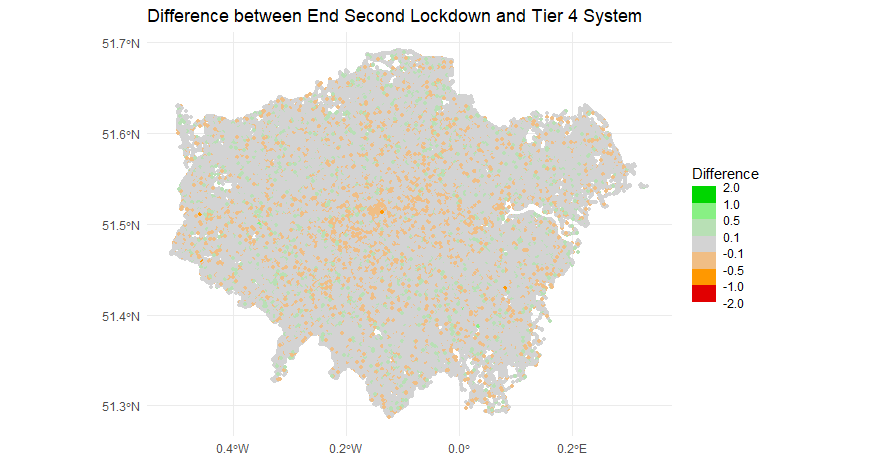 Difference between End Second Lockdown and Tier 4 System
51.7°N
51.6°N
51.5°N
51.4°N
51.3°N
0.4°W
0.2°W
0.0°
0.2°E
Difference
2.0
1.0
0.5
0.1
-0.1
-0.5
-1.0
-2.0